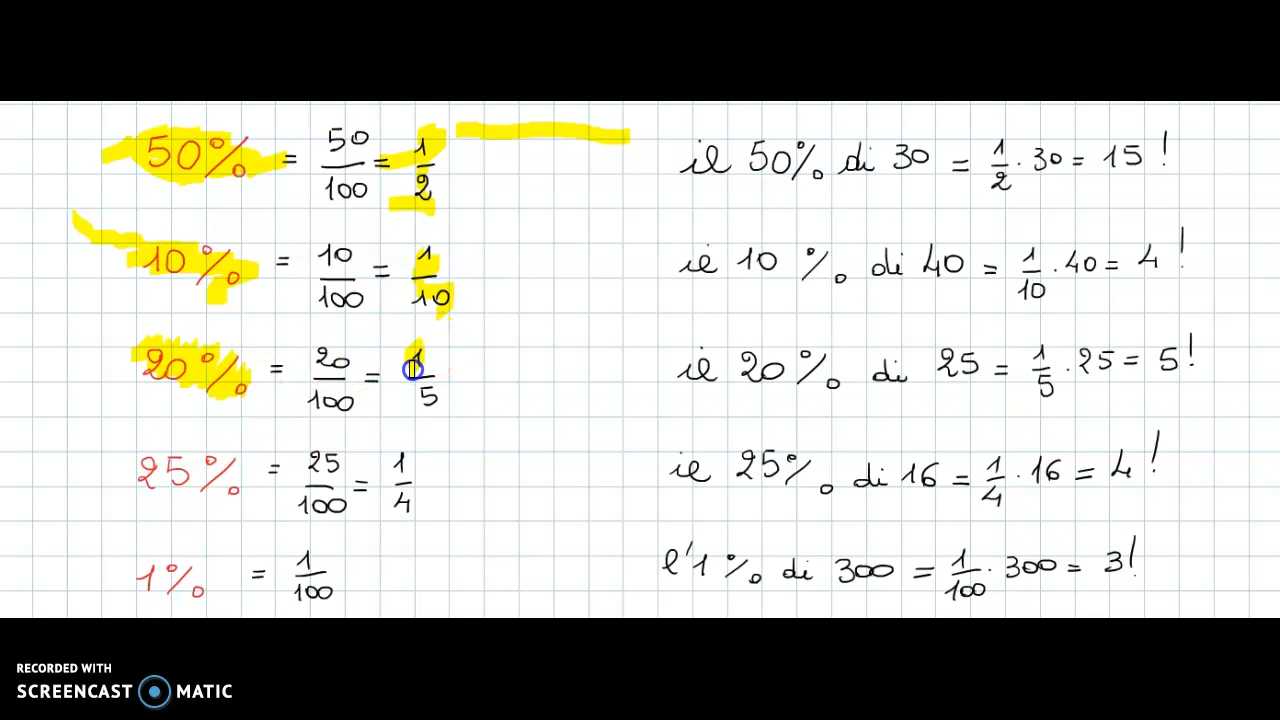 50% = 50/100 = 1/2 il 50% di 30 = 1/2 · 30 = 15!
10% = 10/100 = 1/10 il 10% di 40 = 1/10 · 40 = 4!
20% = 20/100 = 1/5 il 20% di 25 = 1/5 · 25 = 5!
25% = 25/100 = 1/4 il 25% di 16 = 1/4 · 16 = 4!
1% = 1/100 l'1% di 300 = 1/100 · 300 = 3!
RECORDED WITH
SCREENCAST MATIC